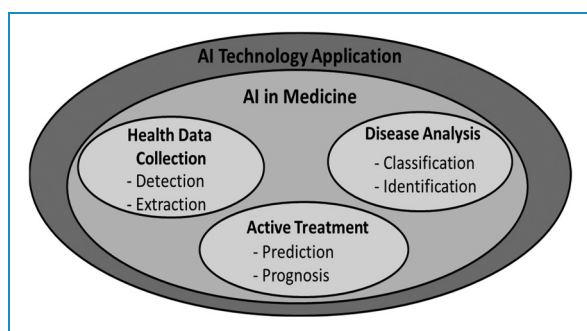 AI Technology Application
AI in Medicine
Health Data
Collection
- Detection
- Extraction
Disease Analysis
- Classification
- Identification
Active Treatment
- Prediction
- Prognosis